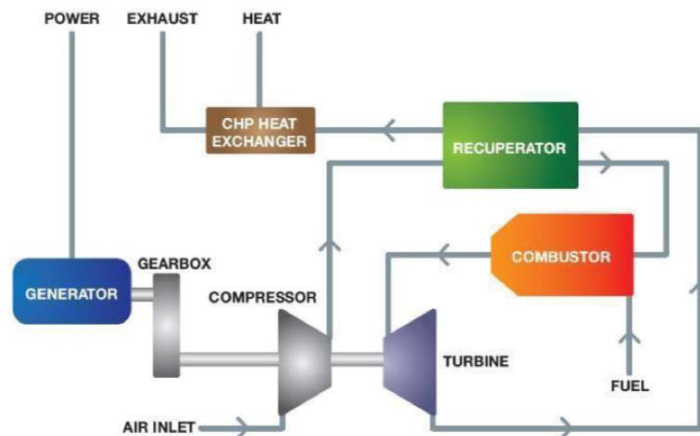 POWER
EXHAUST
HEAT
CHP HEAT
EXCHANGER
RECUPERATOR
GEARBOX
COMBUSTOR
GENERATOR
COMPRESSOR
TURBINE
FUEL
AIR INLET